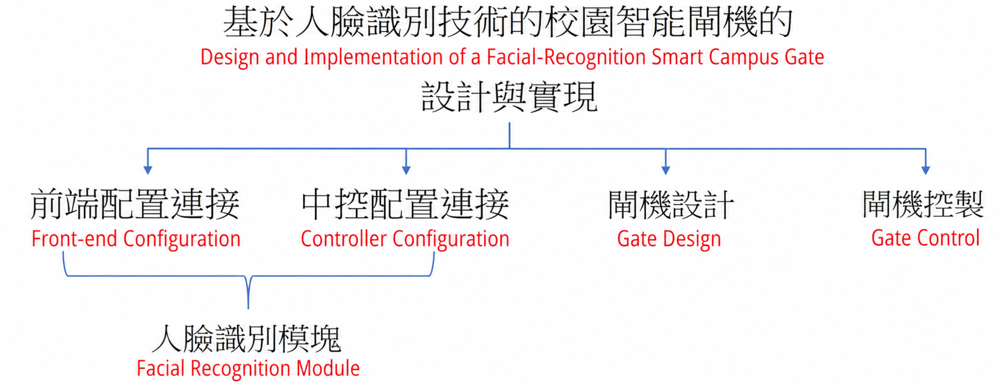 基於人臉識別技術的校園智能閘機的
Design and Implementation of a Facial-Recognition Smart Campus Gate
設計與實現
前端配置連接
Front-end Configuration
中控配置連接
Controller Configuration
閘機設計
Gate Design
閘機控製
Gate Control
人臉識別模塊
Facial Recognition Module